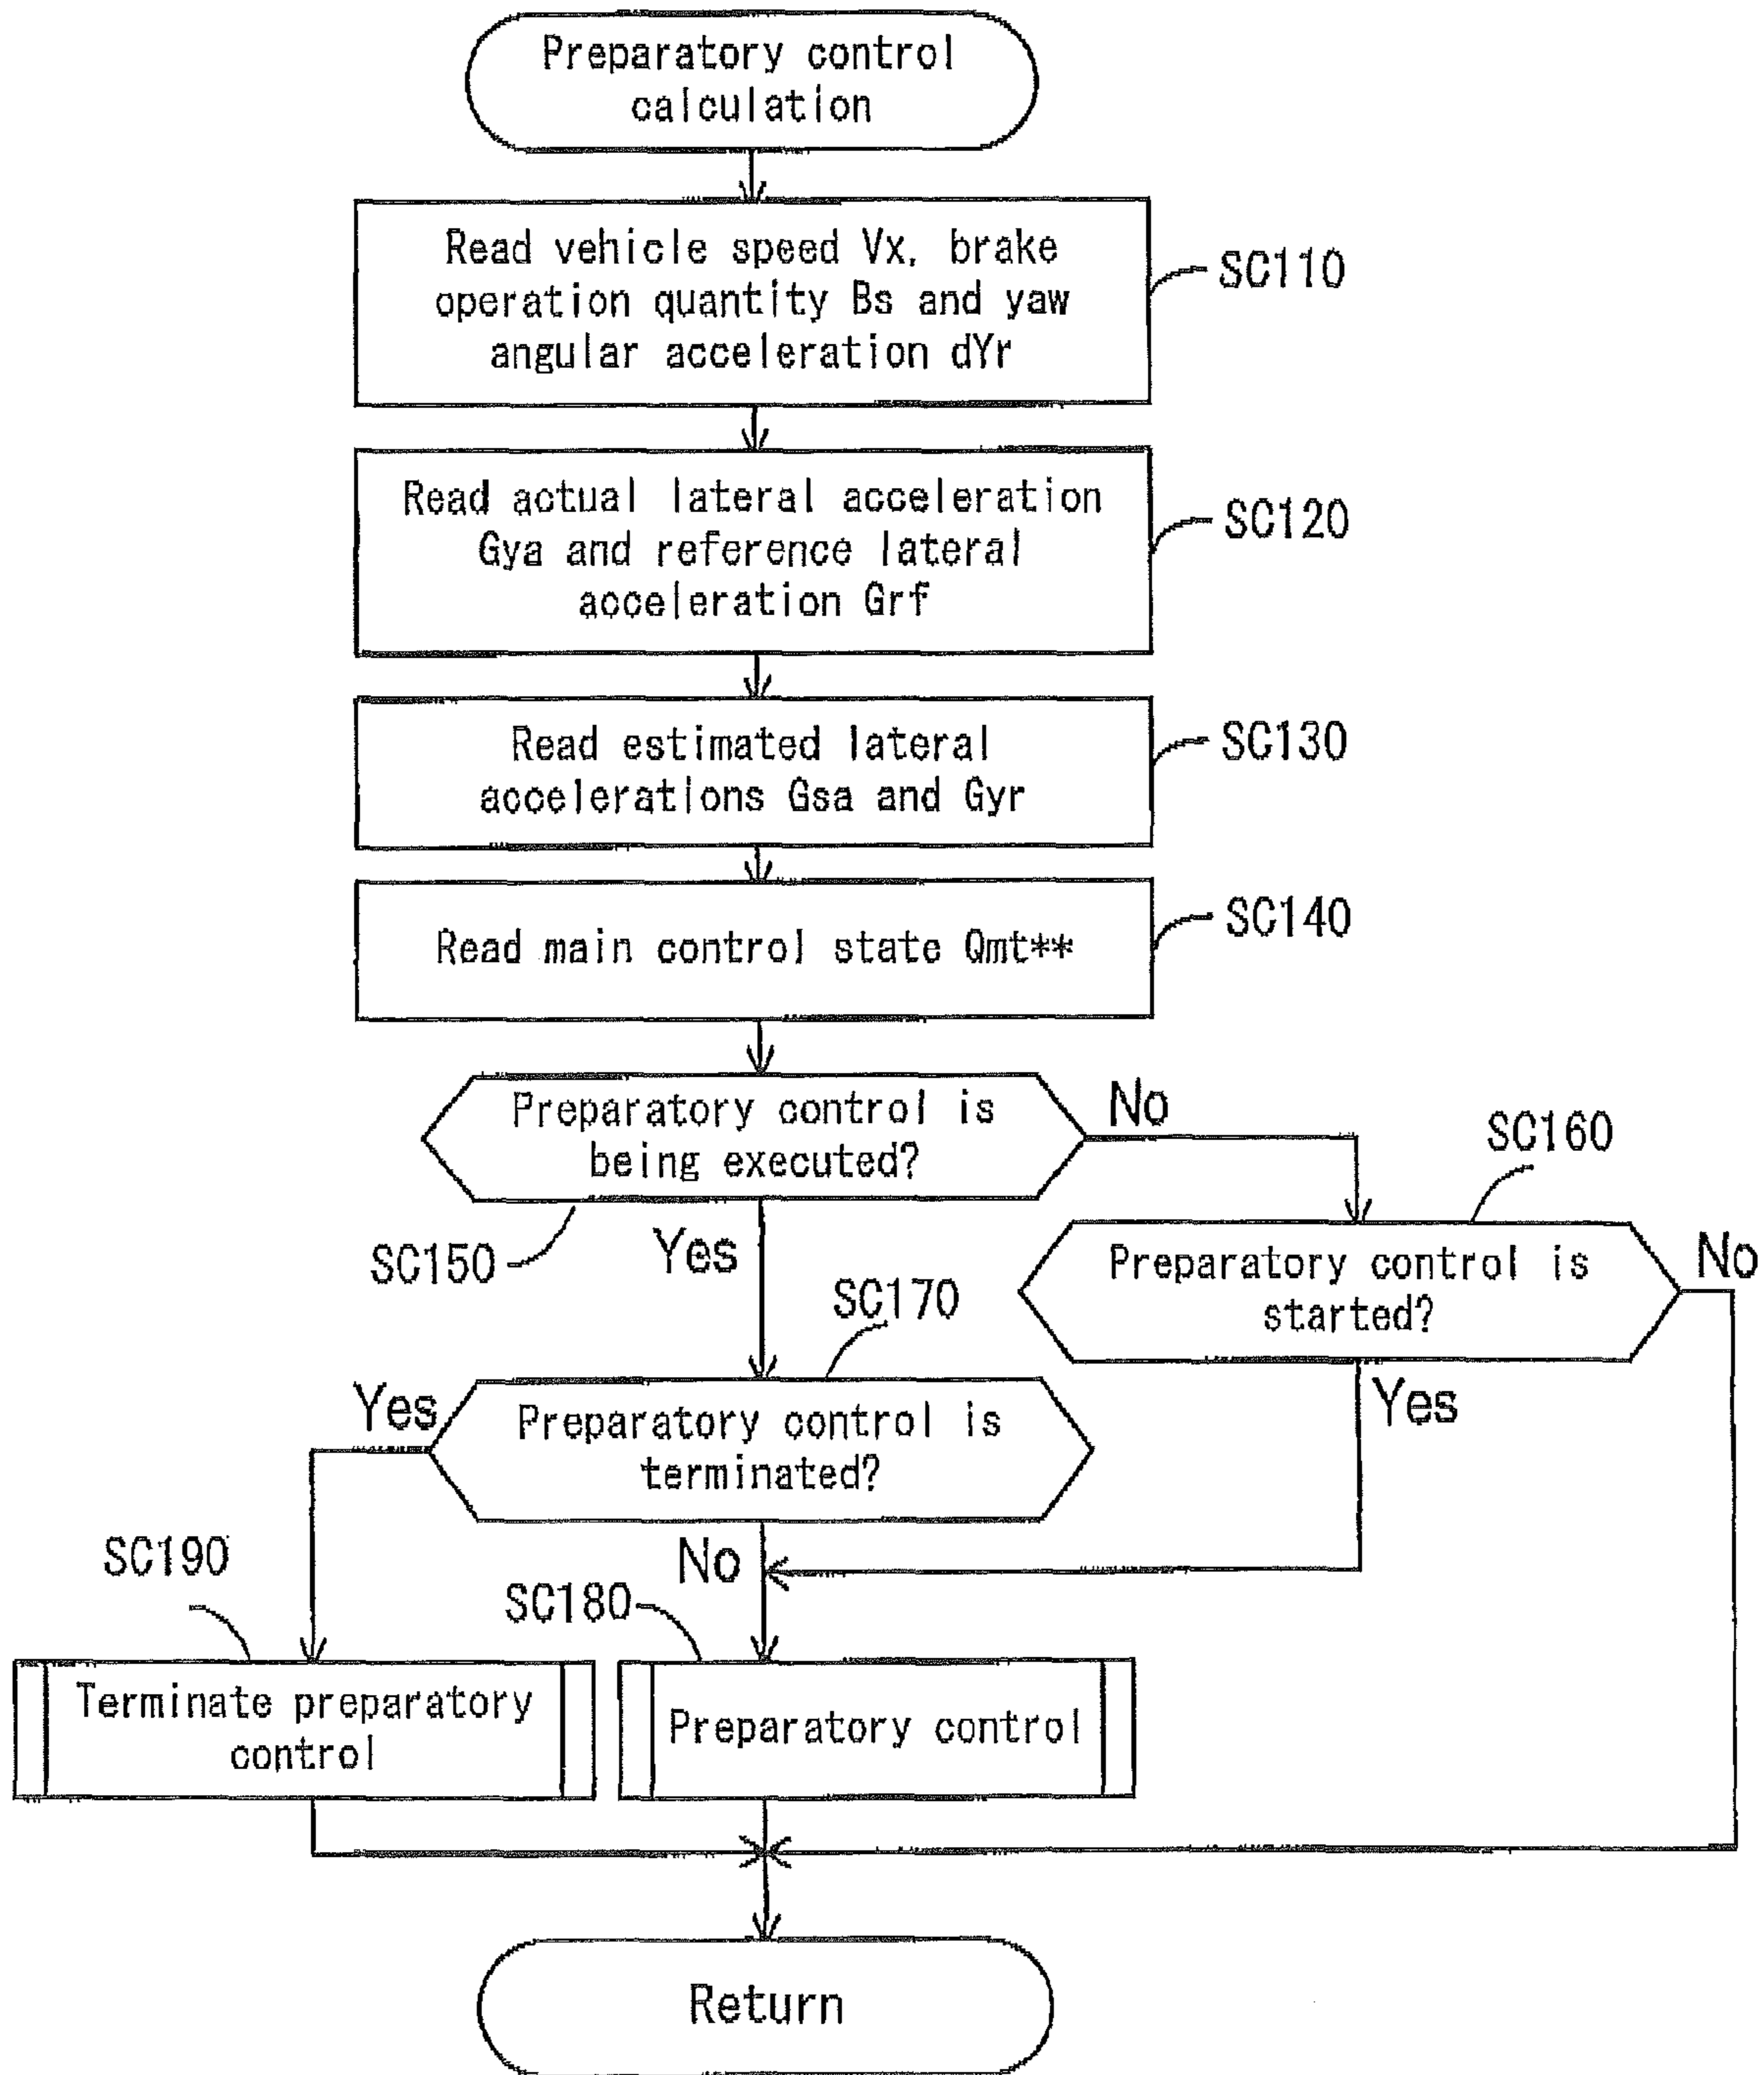 Preparatory control
calculation
Read vehicle speed Vx, brake
operation quantity Bs and yaw
angular acceleration dYr
SC110
Read actual lateral acceleration
Gya and reference lateral
acceleration Grf
SC120
Read estimated lateral
accelerations Gsa and Gyr
SC130
Read main control state Qmt**
SC140
Preparatory control is
being executed?
No
SC150
Yes
SC160
Preparatory control is
started?
No
Yes
SC170
Preparatory control is
terminated?
Yes
No
SC190
Terminate preparatory
control
SC180
Preparatory control
Return